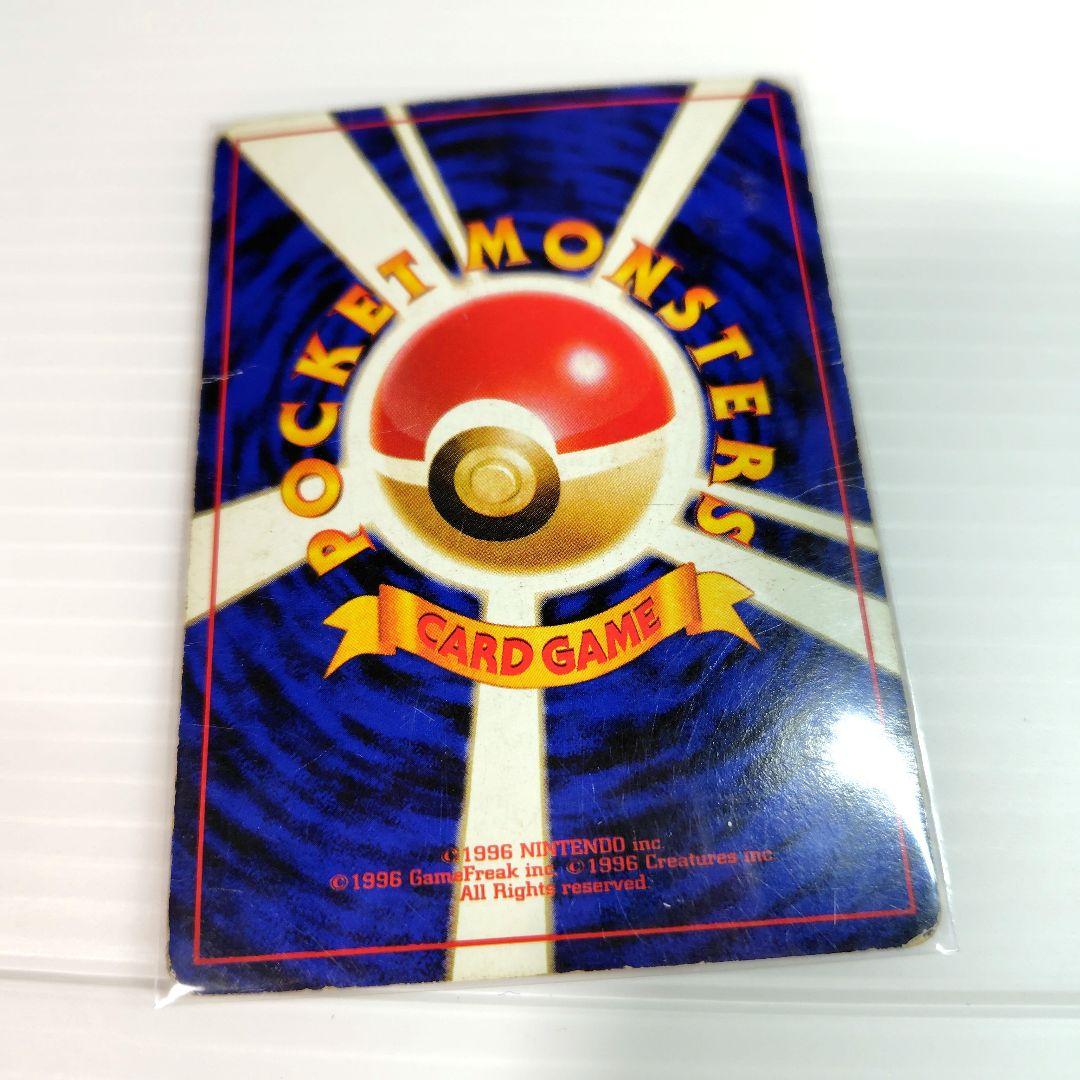 POCKET MONSTERS
CARD GAME
©1996 NINTENDO inc.
©1996 GameFreak inc. ©1996 Creatures inc.
All Rights reserved.